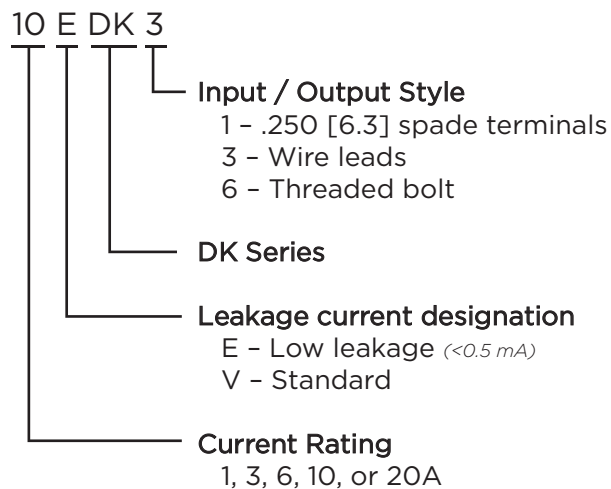 10 E DK 3
Input / Output Style
1 – .250 [6.3] spade terminals
3 – Wire leads
6 – Threaded bolt
DK Series
Leakage current designation
E – Low leakage (<0.5 mA)
V – Standard
Current Rating
1, 3, 6, 10, or 20A